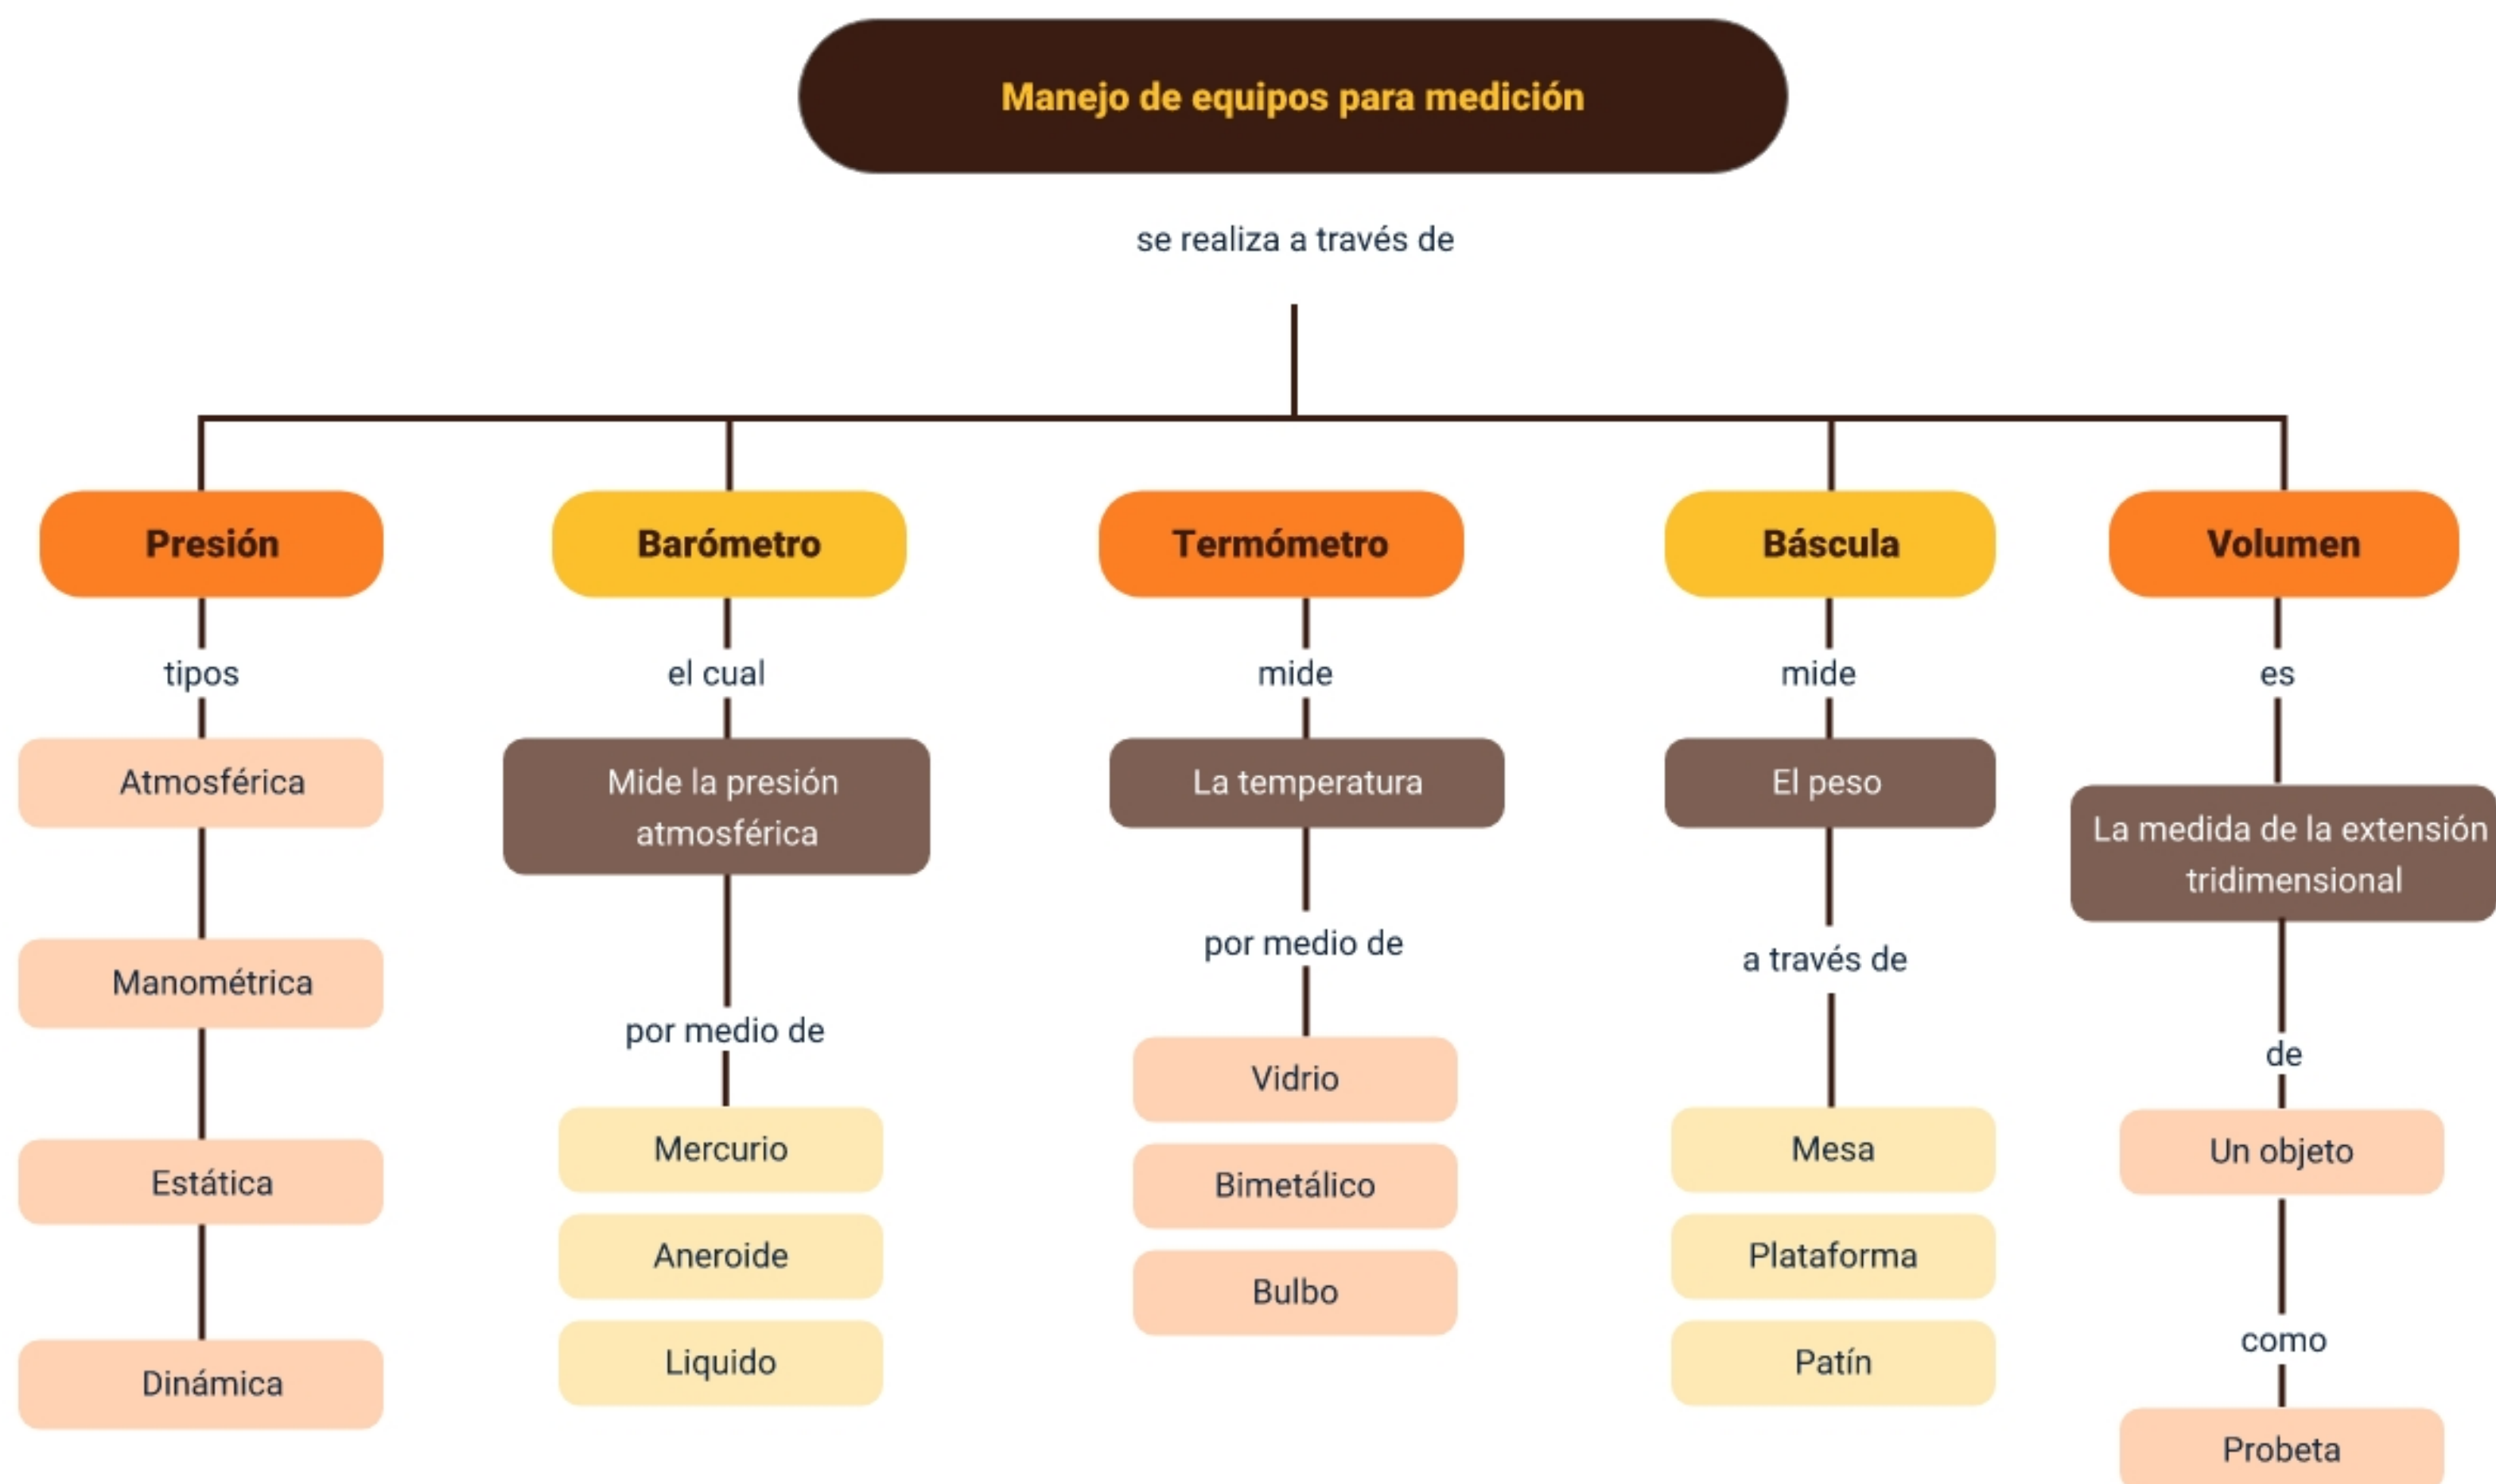 Manejo de equipos para medición
se realiza a través de
Presión
tipos
Atmosférica
Manométrica
Estática
Dinámica
Barómetro
el cual
Mide la presión
atmosférica
por medio de
Mercurio
Aneroide
Liquido
Termómetro
mide
La temperatura
por medio de
Vidrio
Bimetálico
Bulbo
Báscula
mide
El peso
a través de
Mesa
Plataforma
Patín
Volumen
es
La medida de la extensión
tridimensional
de
Un objeto
como
Probeta